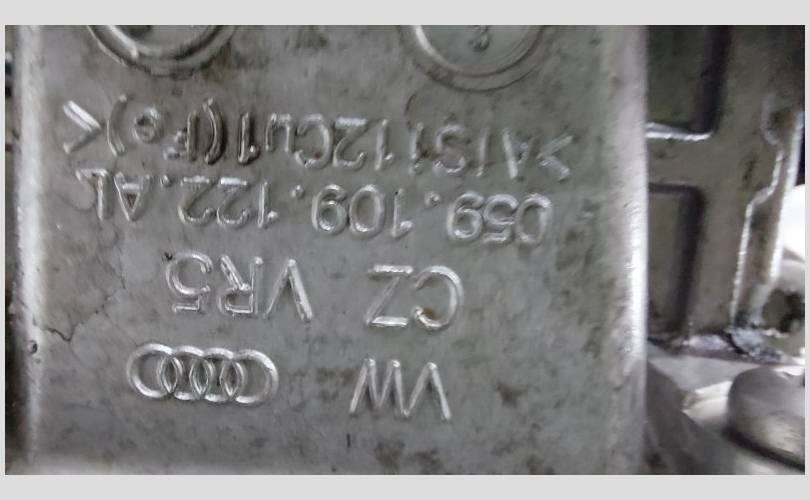 VW
CZ VR5
059.109.122.AL
>AlSi12Cu1(Fe)<